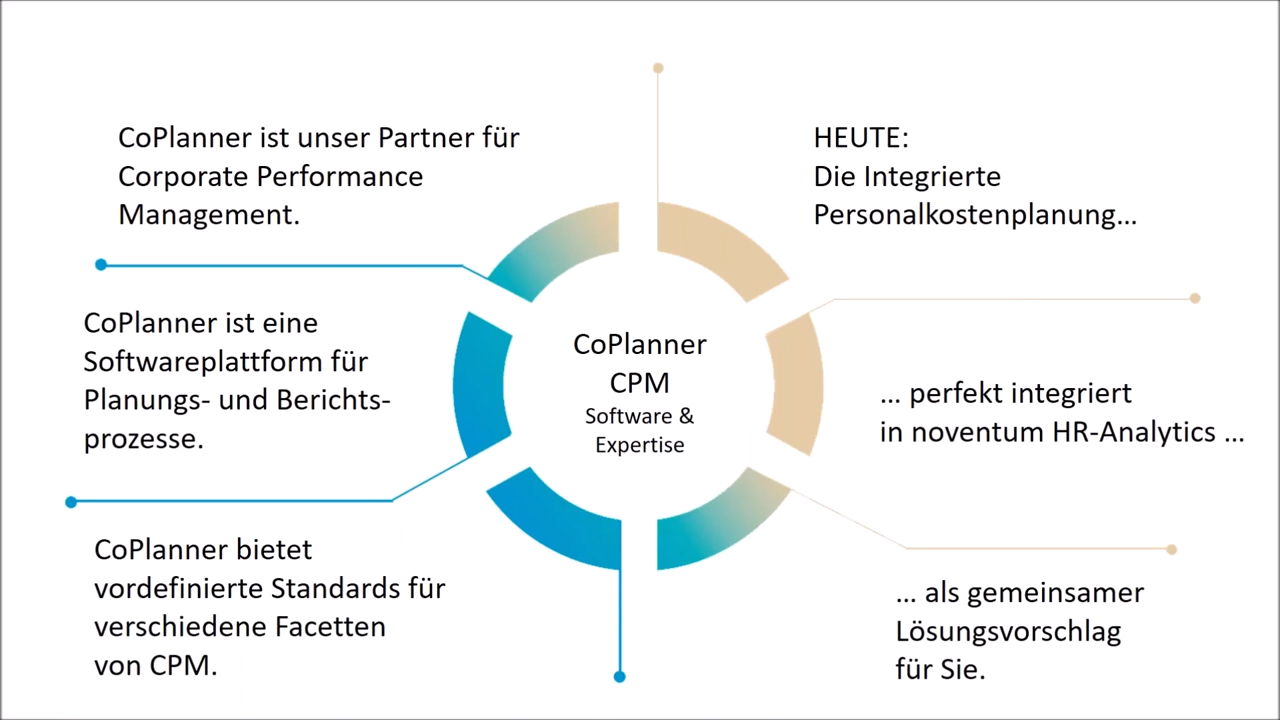 CoPlanner ist unser Partner für
Corporate Performance
Management.
CoPlanner ist eine
Softwareplattform für
Planungs- und Berichts-
prozesse.
CoPlanner bietet
vordefinierte Standards für
verschiedene Facetten
von CPM.
CoPlanner
CPM
Software &
Expertise
HEUTE:
Die Integrierte
Personalkostenplanung...
... perfekt integriert
in noventum HR-Analytics ...
... als gemeinsamer
Lösungsvorschlag
für Sie.